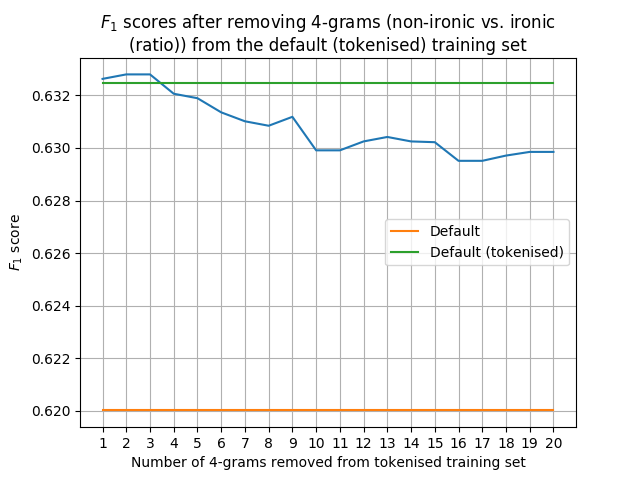 F1 scores after removing 4-grams (non-ironic vs. ironic
(ratio)) from the default (tokenised) training set
F1 score
0.632
0.630
0.628
0.626
0.624
0.622
0.620
Default
Default (tokenised)
1 2 3 4 5 6 7 8 9 10 11 12 13 14 15 16 17 18 19 20
Number of 4-grams removed from tokenised training set